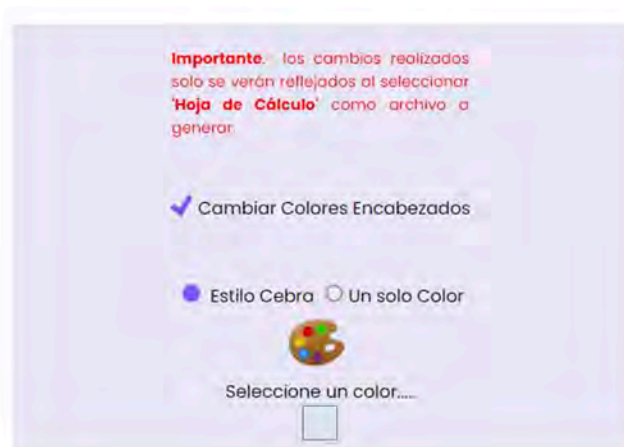 Importante. los cambios realizados
solo se verán reflejados al seleccionar
'Hoja de Cálculo' como archivo a
generar.
Cambiar Colores Encabezados
Estilo Cebra Un solo Color
Seleccione un color.....